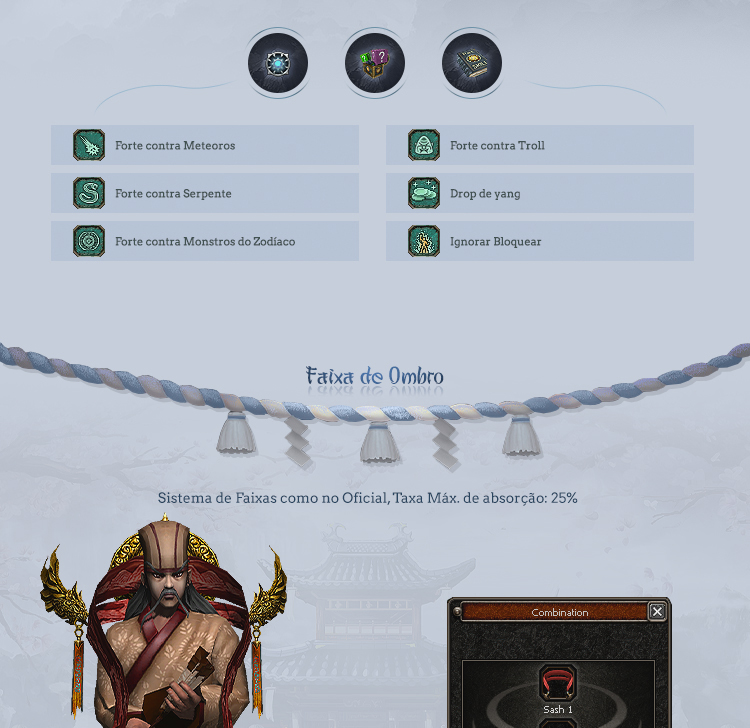 Forte contra Meteoros
Forte contra Troll
Forte contra Serpente
Drop de yang
Forte contra Monstros do Zodíaco
Ignorar Bloquear
Faixa de Ombro
Sistema de Faixas como no Oficial, Taxa Máx. de absorção: 25%
Combination
Sash 1